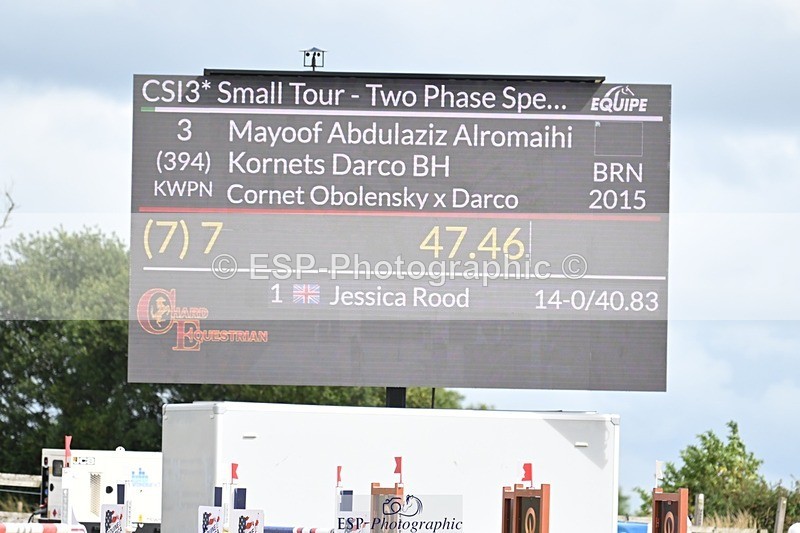 CSI3* Small Tour - Two Phase Spe... EQUIPE
3 Mayoof Abdulaziz Alromaihi
(394) Kornets Darco BH BRN
KWPN Cornet Obolensky x Darco 2015
(7) 7 47.46
© ESP-Photographic ©
1 Jessica Rood 14-0/40.83
CHARD
EQUESTRIAN
ESP-Photographic